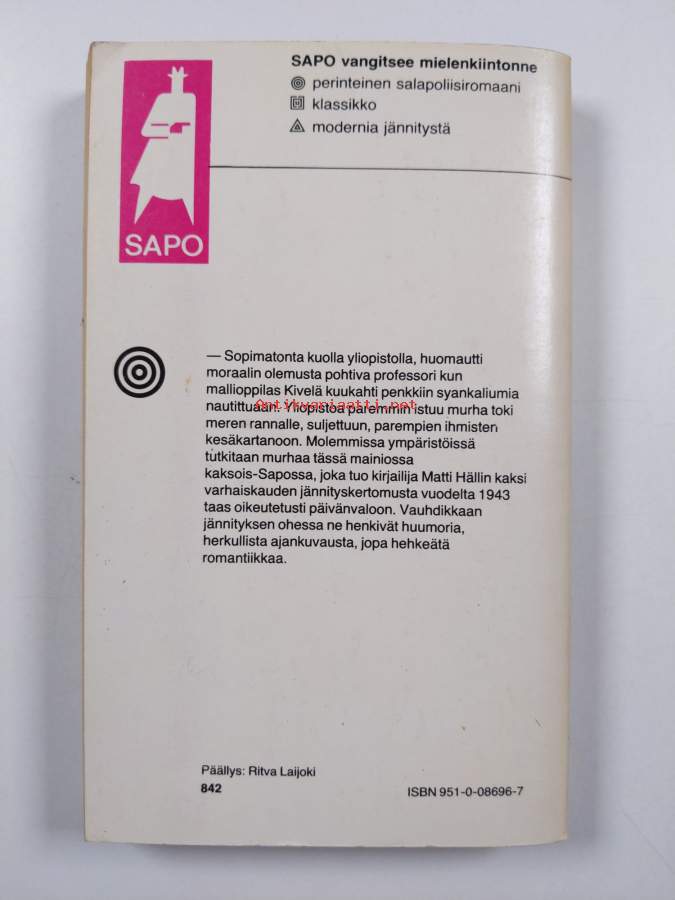 SAPO vangitsee mielenkiintonne
perinteinen salapoliisiromaani
klassikko
modernia jännitystä
SAPO
— Sopimatonta kuolla yliopistolla, huomautti
moraalin olemusta pohtiva professori kun
mallioppilas Kivelä kuukahti penkkiin syankaliumia
nautittuaan. Yliopistoa paremmin istuu murha toki
Antikvariaatti.net
meren rannalle, suljettuun, parempien ihmisten
kesäkartanoon. Molemmissa ympäristöissä
tutkitaan murhaa tässä mainiossa
kaksois-Sapossa, joka tuo kirjailija Matti Hällin kaksi
varhaiskauden jännityskertomusta vuodelta 1943
taas oikeutetusti päivänvaloon. Vauhdikkaan
jännityksen ohessa ne henkivät huumoria,
herkullista ajankuvausta, jopa hehkeätä
romantiikkaa.
Päällys: Ritva Laijoki
842
ISBN 951-0-08696-7